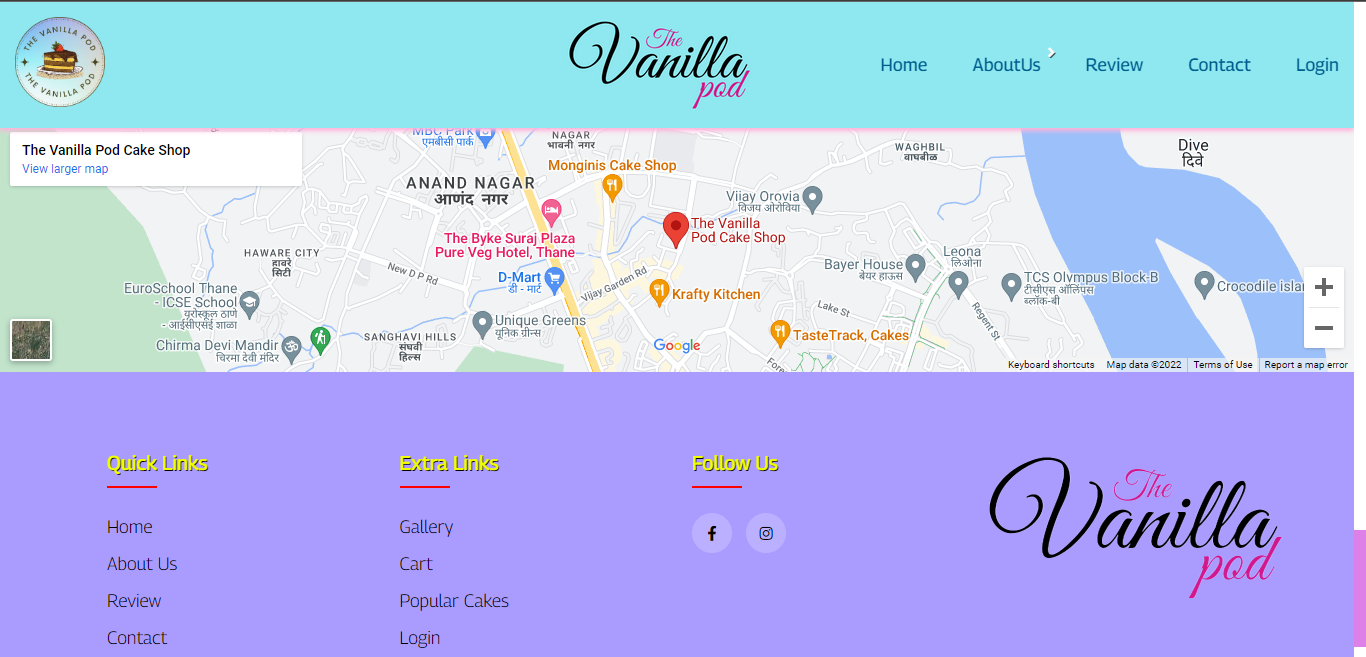 THE VANILLA POD
THE VANILLA POD
The
Vanilla
pod
Home
AboutUs
Review
Contact
Login
The Vanilla Pod Cake Shop
View larger map
MBC Park
एमबीसी पार्क
NAGAR
भावनी नगर
Monginis Cake Shop
ANAND NAGAR
आणंद नगर
WAGHBIL
वाघबीळ
Dive
दिवे
Vijay Orovia
विजय ओरोविया
The Vanilla
Pod Cake Shop
The Byke Suraj Plaza
Pure Veg Hotel, Thane
HAWARE CITY
हावरे
सिटी
New D P Rd
D-Mart
डी - मार्ट
Vijay Garden Rd
Krafty Kitchen
Bayer House
बेयर हाऊस
Leona
लिओना
TCS Olympus Block-B
टीसीएस ऑलिंपस
ब्लॉक-बी
Crocodile islan
EuroSchool Thane
- ICSE School
युरोस्कूल ठाणे
- आईसीएसई शाळा
Chirma Devi Mandir
चिरमा देवी मंदिर
SANGHAVI HILLS
संघवी
हिल्स
Unique Greens
यूनिक ग्रीन्स
Google
Lake St
Regent St
TasteTrack, Cakes
Fore
Keyboard shortcuts
Map data ©2022
Terms of Use
Report a map error
Quick Links
Home
About Us
Review
Contact
Extra Links
Gallery
Cart
Popular Cakes
Login
Follow Us
The
Vanilla
pod